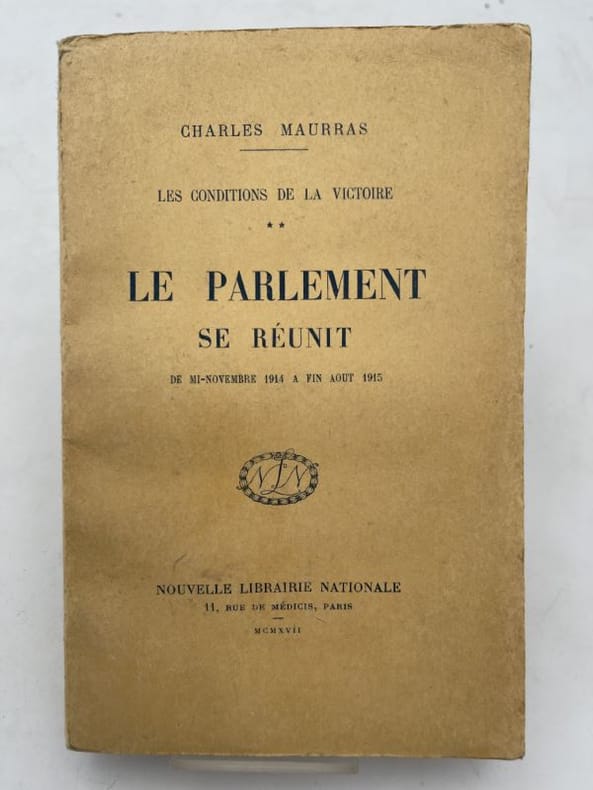 CHARLES MAURRAS
LES CONDITIONS DE LA VICTOIRE
★★
LE PARLEMENT
SE RÉUNIT
DE MI-NOVEMBRE 1914 A FIN AOUT 1915
NLN
NOUVELLE LIBRAIRIE NATIONALE
11, RUE DE MÉDICIS, PARIS
MCMXVII